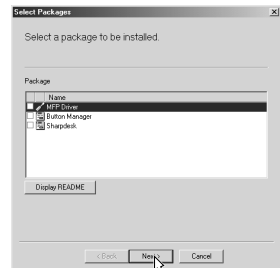 Select Packages
Select a package to be installed.
Package
Name
MFP Driver
Button Manager
Sharpdesk
Display README
< Back
Next >
Cancel